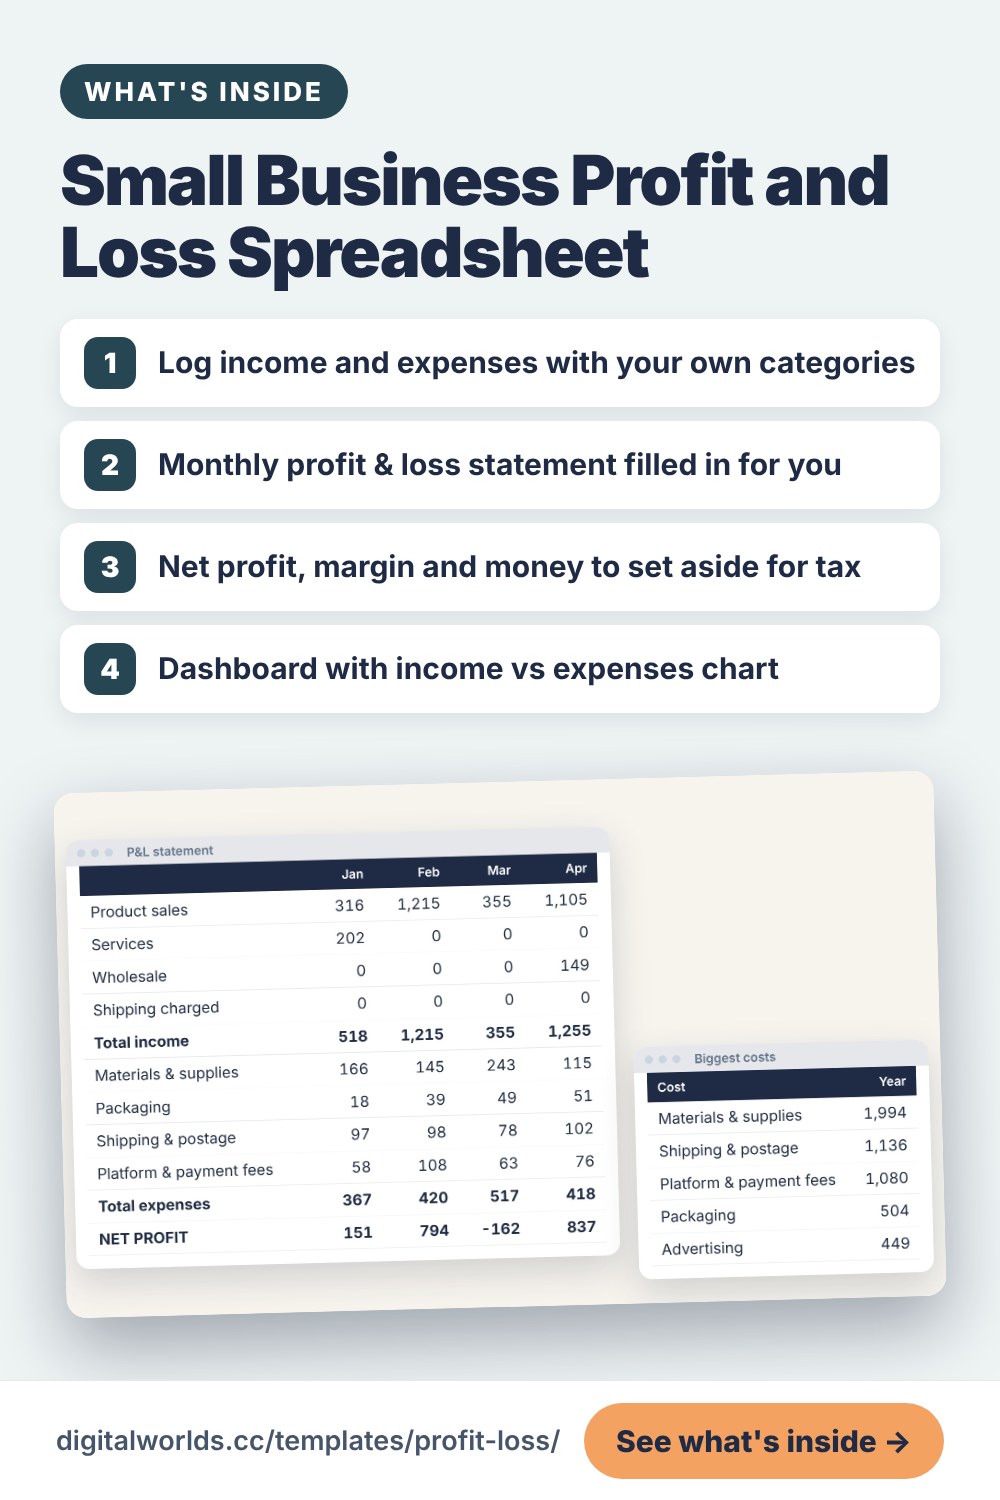 WHAT'S INSIDE
Small Business Profit and
Loss Spreadsheet
1 Log income and expenses with your own categories
2 Monthly profit & loss statement filled in for you
3 Net profit, margin and money to set aside for tax
4 Dashboard with income vs expenses chart
P&L statement
Jan Feb Mar Apr
Product sales 316 1,215 355 1,105
Services 202 0 0 0
Wholesale 0 0 0 149
Shipping charged 0 0 0 0
Total income 518 1,215 355 1,255
Materials & supplies 166 145 243 115
Packaging 18 39 49 51
Shipping & postage 97 98 78 102
Platform & payment fees 58 108 63 76
Total expenses 367 420 517 418
NET PROFIT 151 794 -162 837
Biggest costs
Cost Year
Materials & supplies 1,994
Shipping & postage 1,136
Platform & payment fees 1,080
Packaging 504
Advertising 449
digitalworlds.cc/templates/profit-loss/
See what's inside →